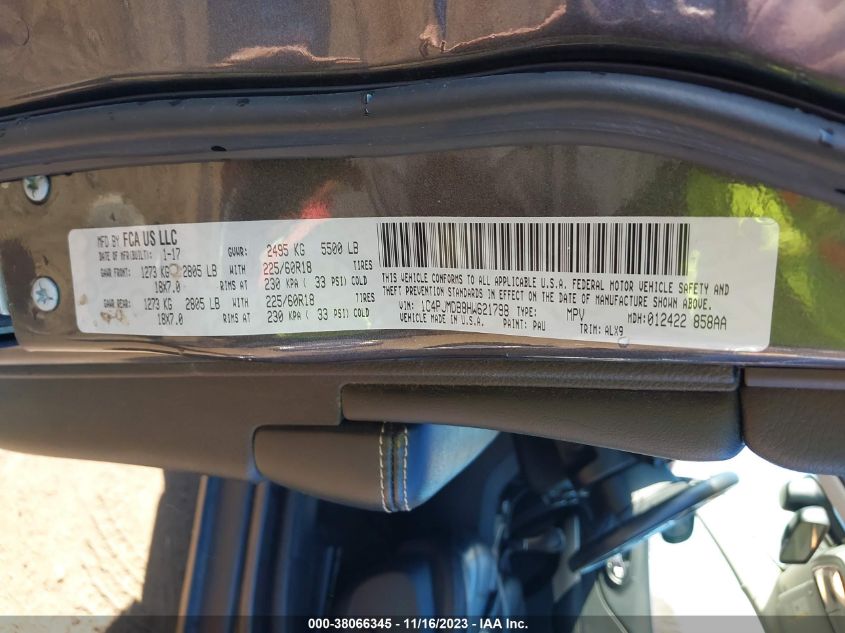 MFD BY FCA US LLC
DATE OF MFR(BUILT): 1-17 GVWR: 2495 KG 5500 LB
GAWR FRONT: 1273 KG 2805 LB WITH 225/60R18 TIRES
18X7.0 RIMS AT 230 KPA ( 33 PSI) COLD
GAWR REAR: 1273 KG 2805 LB WITH 225/60R18 TIRES
18X7.0 RIMS AT 230 KPA ( 33 PSI) COLD
THIS VEHICLE CONFORMS TO ALL APPLICABLE U.S.A. FEDERAL MOTOR VEHICLE SAFETY AND
THEFT PREVENTION STANDARDS IN EFFECT ON THE DATE OF MANUFACTURE SHOWN ABOVE.
VIN: 1C4PJMDB8HW621798 TYPE: MPV MDH: 012422 858AA
VEHICLE MADE IN U.S.A. PAINT: PAU TRIM: ALX9
000-38066345 - 11/16/2023 - IAA Inc.